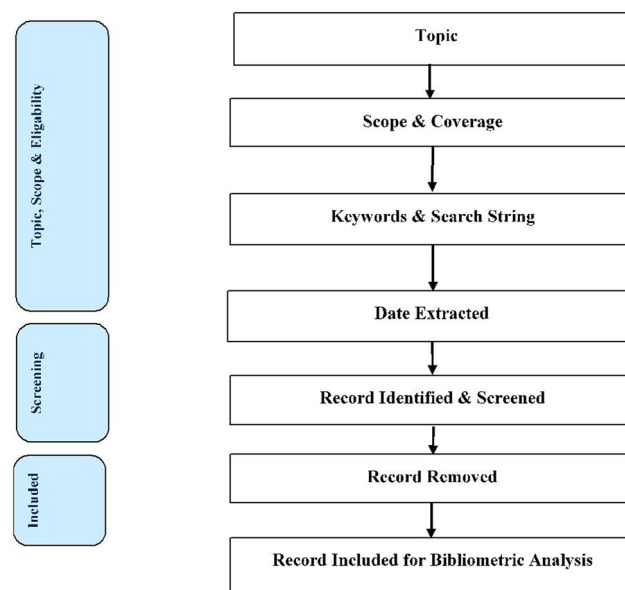 Topic, Scope & Eligability
Screening
Included
Topic
Scope & Coverage
Keywords & Search String
Date Extracted
Record Identified & Screened
Record Removed
Record Included for Bibliometric Analysis